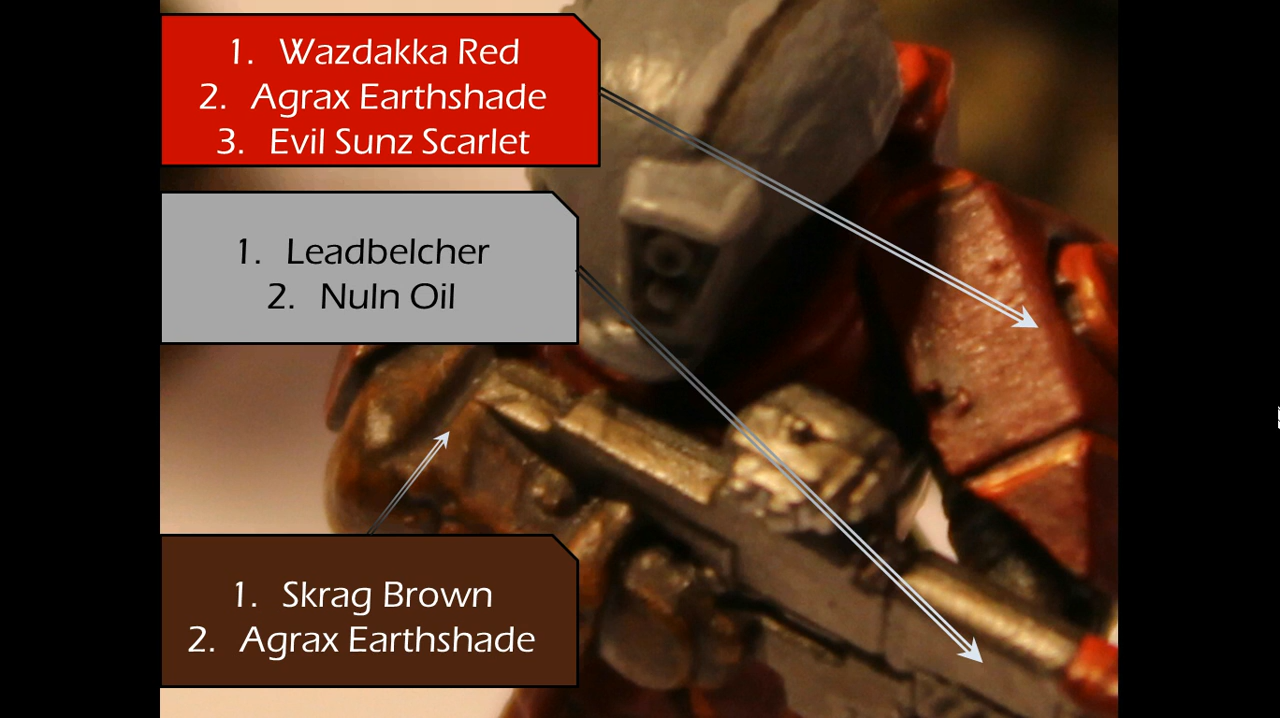 1. Wazdakka Red
2. Agrax Earthshade
3. Evil Sunz Scarlet
1. Leadbelcher
2. Nuln Oil
1. Skrag Brown
2. Agrax Earthshade